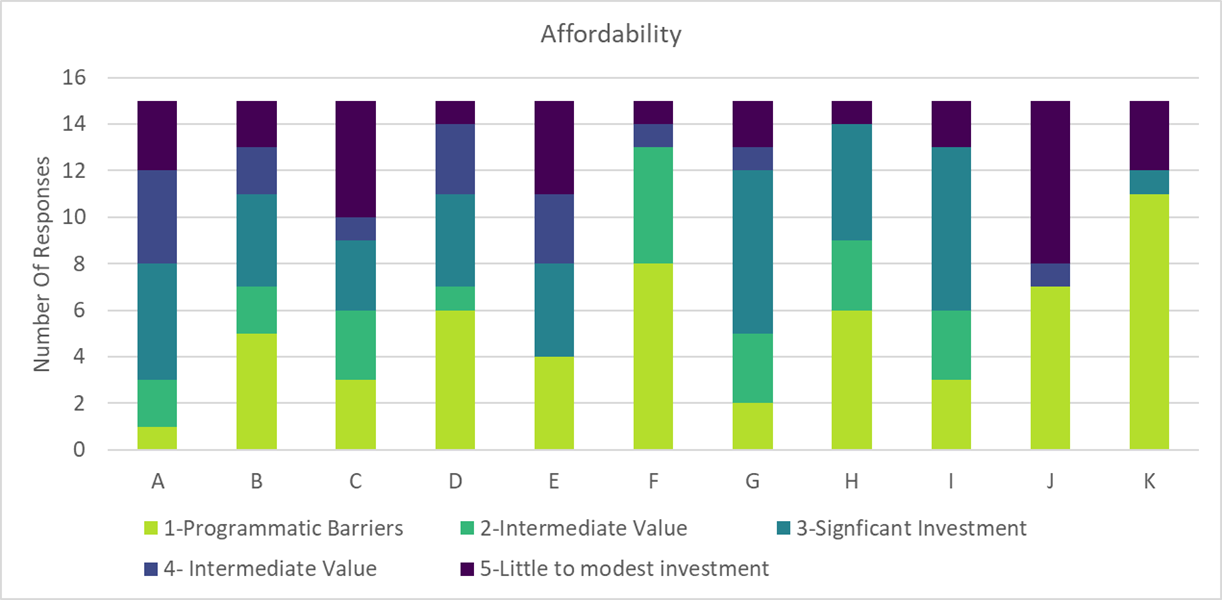 Affordability
Number Of Responses
16
14
12
10
8
6
4
2
0
A B C D E F G H I J K
1-Programmatic Barriers 2-Intermediate Value 3-Signficant Investment
4- Intermediate Value 5-Little to modest investment